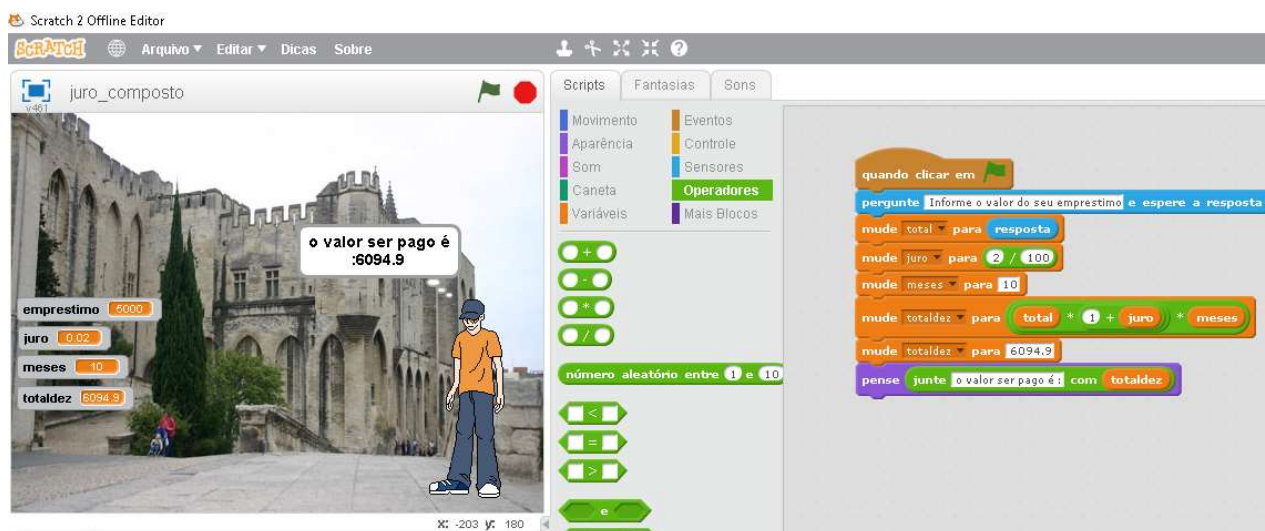 Scratch 2 Offline Editor
SCRATCH Arquivo Editar Dicas Sobre
v461
juro_composto
o valor ser pago é
:6094.9
emprestimo 5000
juro 0.02
meses 10
totaldez 6094.9
X: -203 y: 180
Scripts Fantasias Sons
Movimento Eventos
Aparência Controle
Som Sensores
Caneta Operadores
Variáveis Mais Blocos
+
-
*
/
número aleatório entre 1 e 10
<
=
>
e
quando clicar em
pergunte Informe o valor do seu emprestimo e espere a resposta
mude total para resposta
mude juro para 2 / 100
mude meses para 10
mude totaldez para total * 1 + juro * meses
mude totaldez para 6094.9
pense junte o valor ser pago é : com totaldez